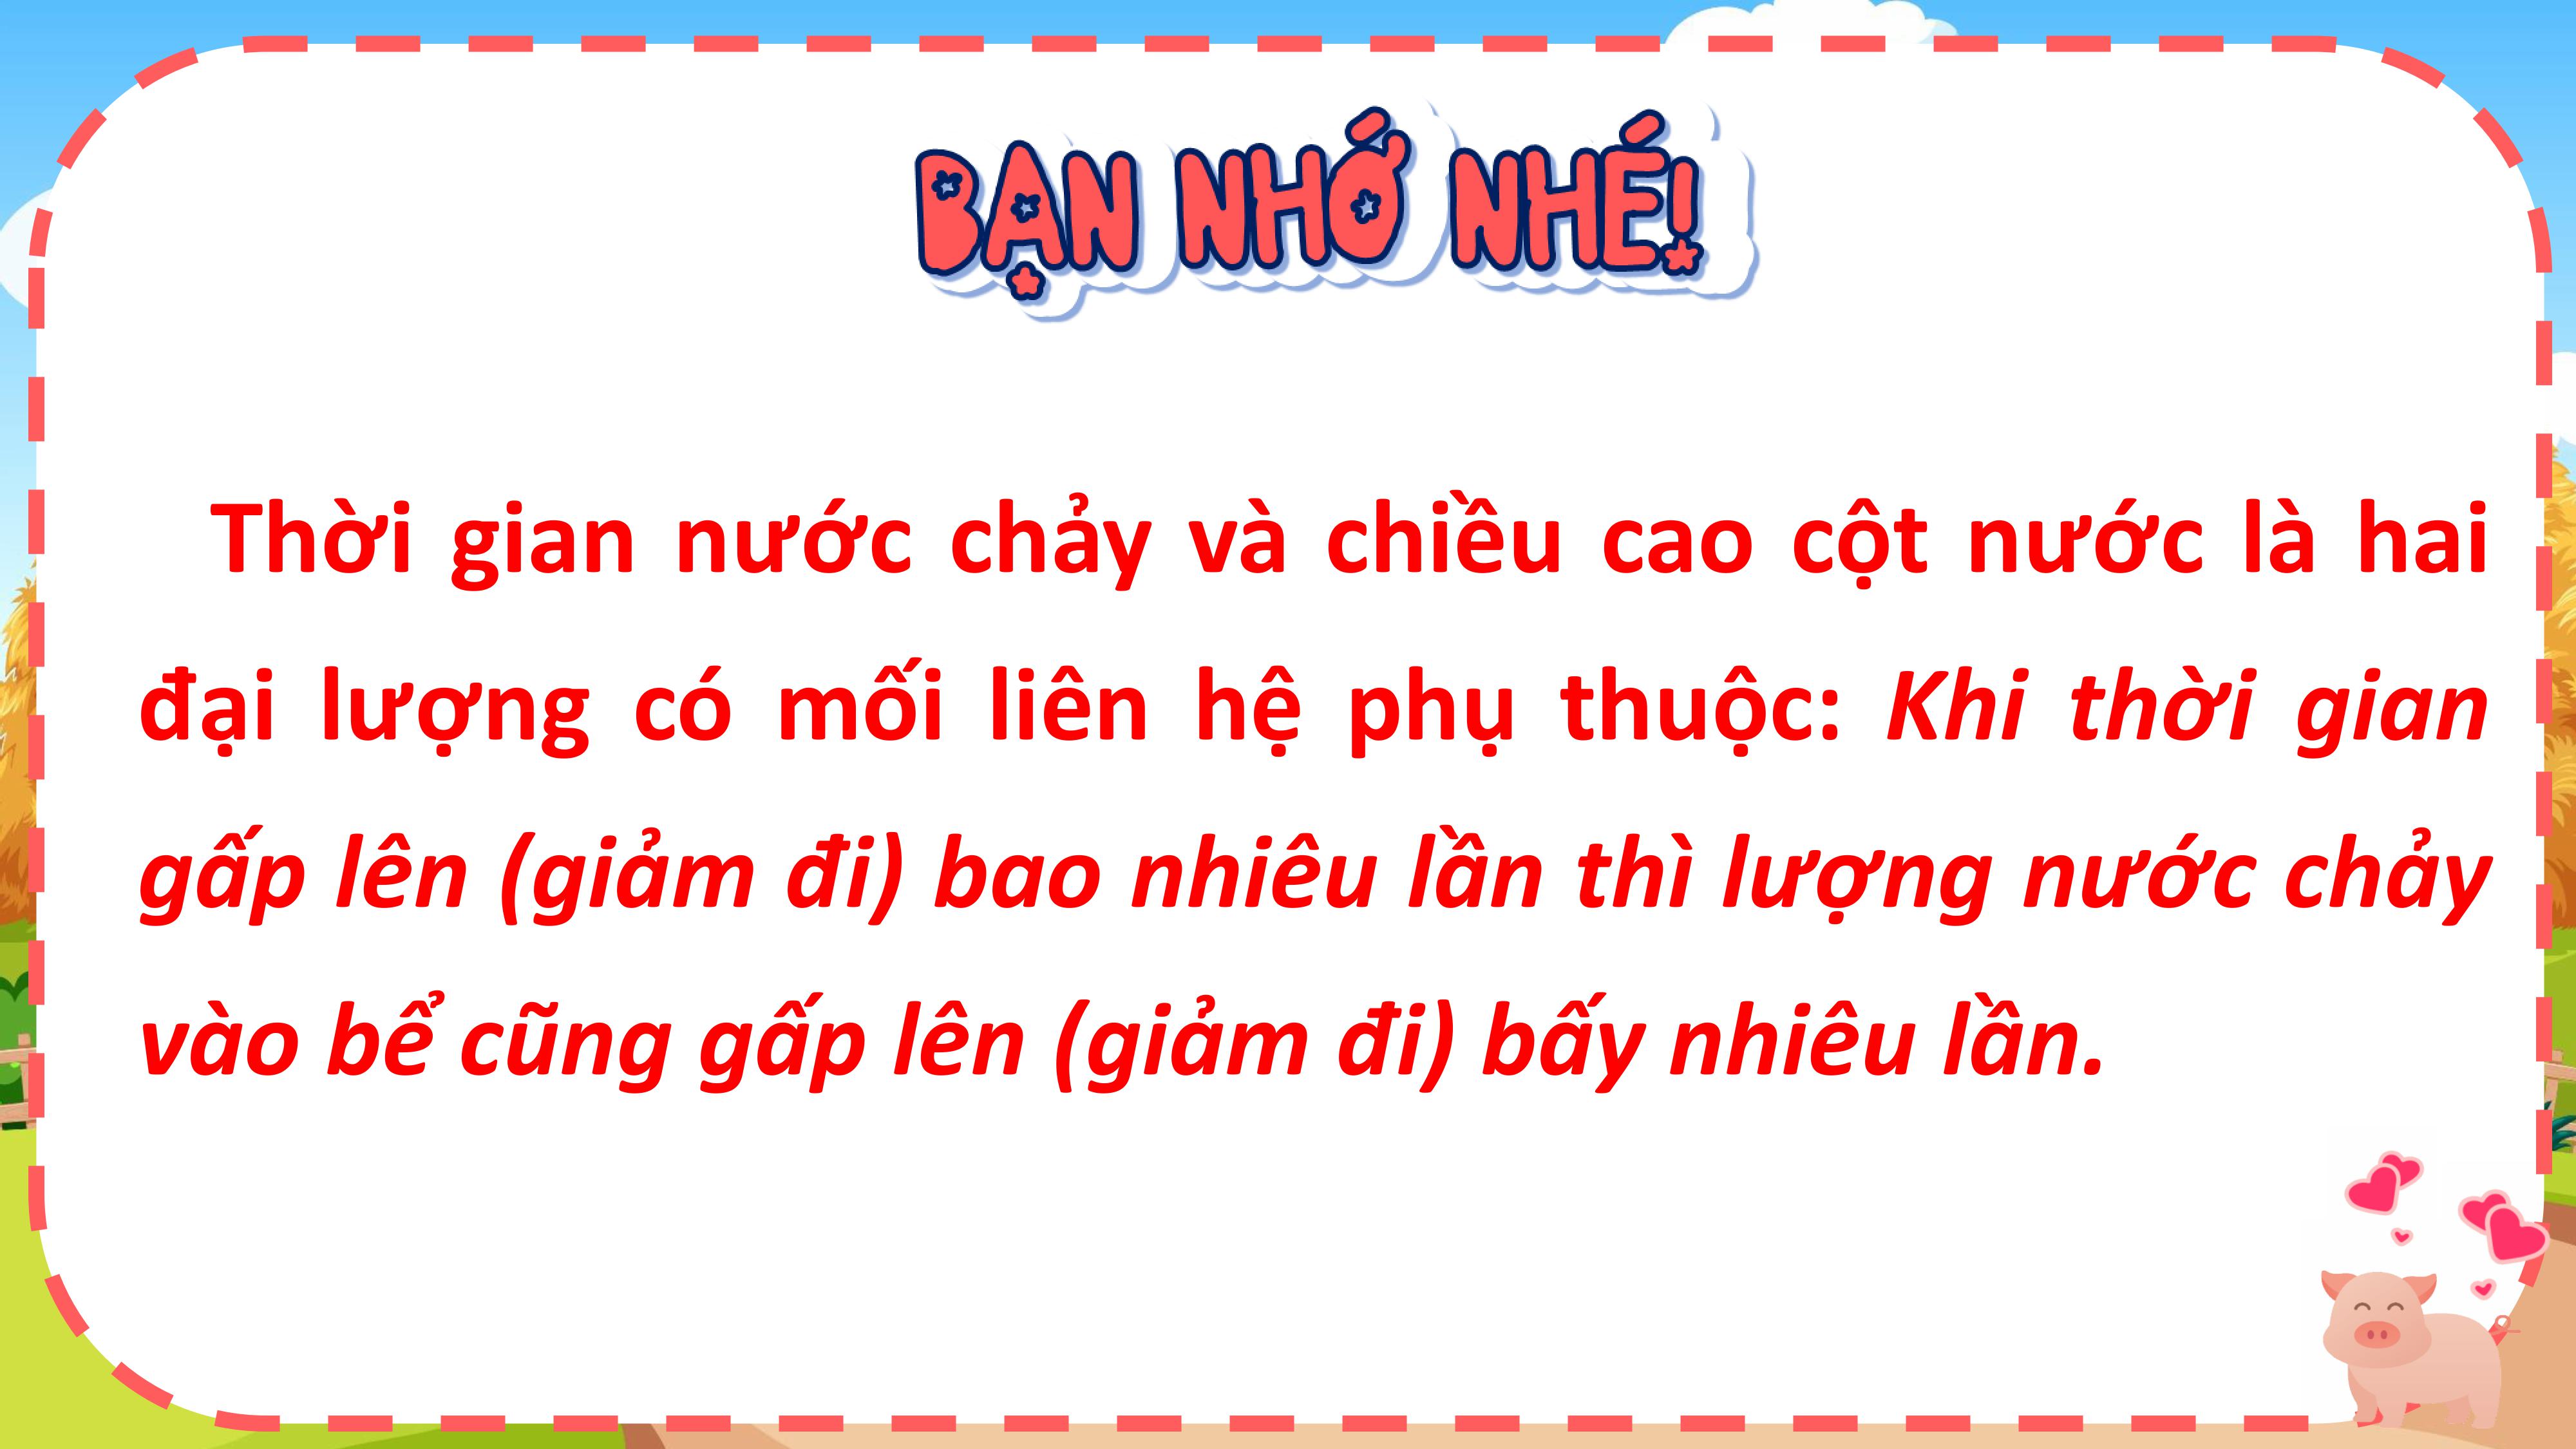 BẠN NHỚ NHÉ!
Thời gian nước chảy và chiều cao cột nước là hai
đại lượng có mối liên hệ phụ thuộc: Khi thời gian
gấp lên (giảm đi) bao nhiêu lần thì lượng nước chảy
vào bể cũng gấp lên (giảm đi) bấy nhiêu lần.